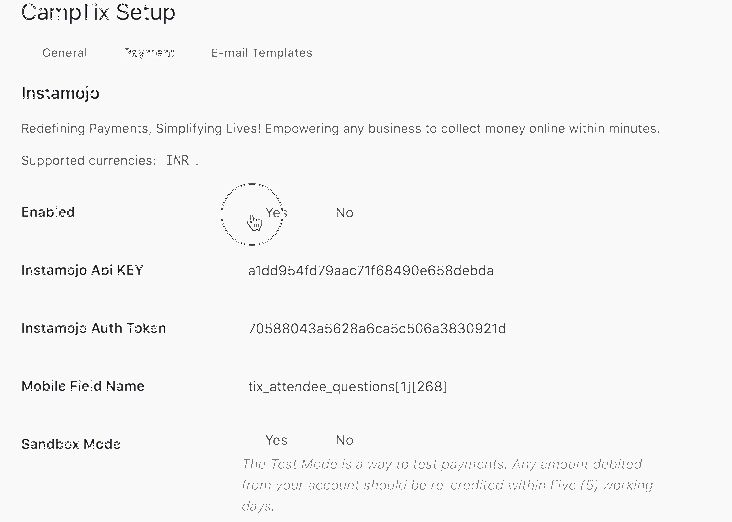 CampTix Setup
General Payment E-mail Templates
Instamojo
Redefining Payments, Simplifying Lives! Empowering any business to collect money online within minutes.
Supported currencies: INR .
Enabled Yes No
Instamojo Api KEY a1dd954fd79aac71f68490e658debda
Instamojo Auth Token 70588043a5628a6ca5c506a3830921d
Mobile Field Name tix_attendee_questions[1][268]
Sandbox Mode Yes No
The Test Mode is a way to test payments. Any amount debited
from your account should be re-credited within Five (5) working
days.